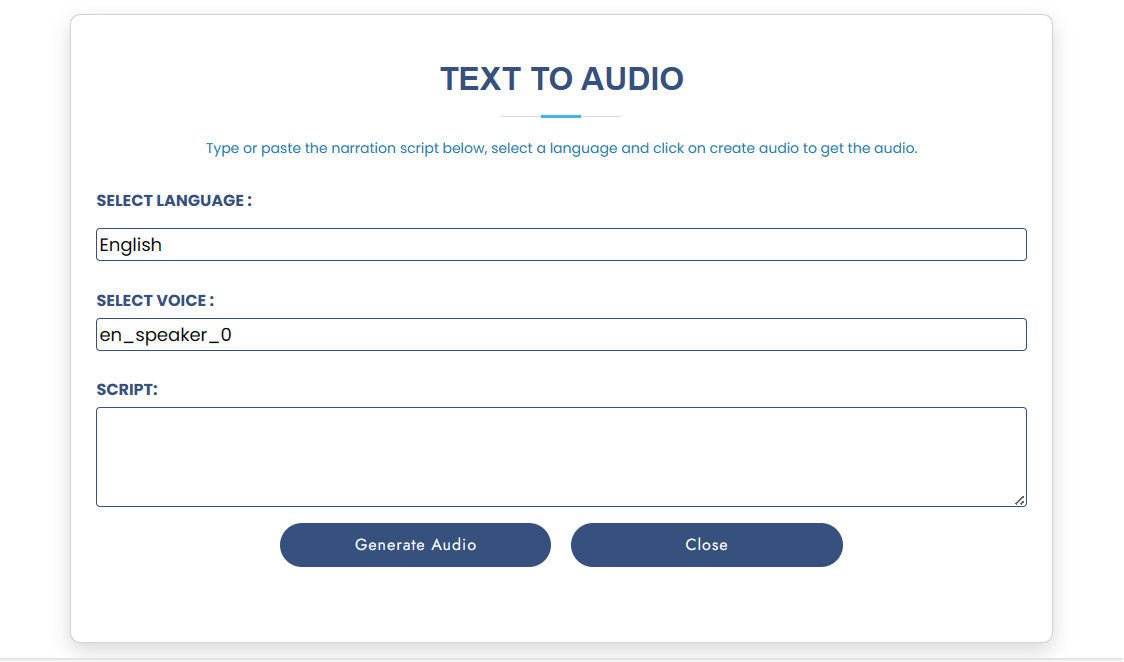 TEXT TO AUDIO
Type or paste the narration script below, select a language and click on create audio to get the audio.
SELECT LANGUAGE :
English
SELECT VOICE :
en_speaker_0
SCRIPT:
Generate Audio
Close